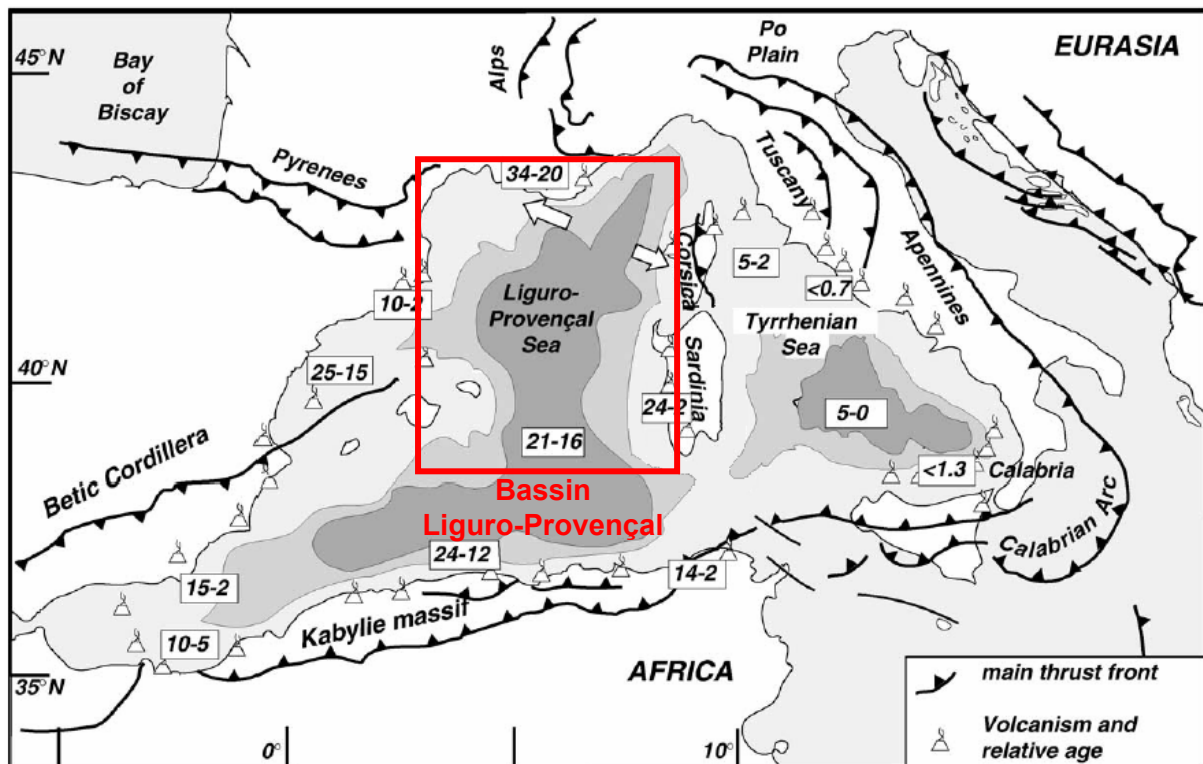 45°N
Bay
of
Biscay
Alps
Po
Plain
EURASIA
Pyrenees
34-20
Tuscany
Apennines
Corsica
5-2
<0.7
10-2
Liguro-
Provençal
Sea
Tyrrhenian
Sea
40°N
25-15
Sardinia
24-2
5-0
21-16
Betic Cordillera
<1.3
Calabria
Bassin
Liguro-Provençal
Calabrian Arc
24-12
14-2
15-2
Kabylie massif
10-5
AFRICA
35°N
main thrust front
Volcanism and
relative age
0°
10°